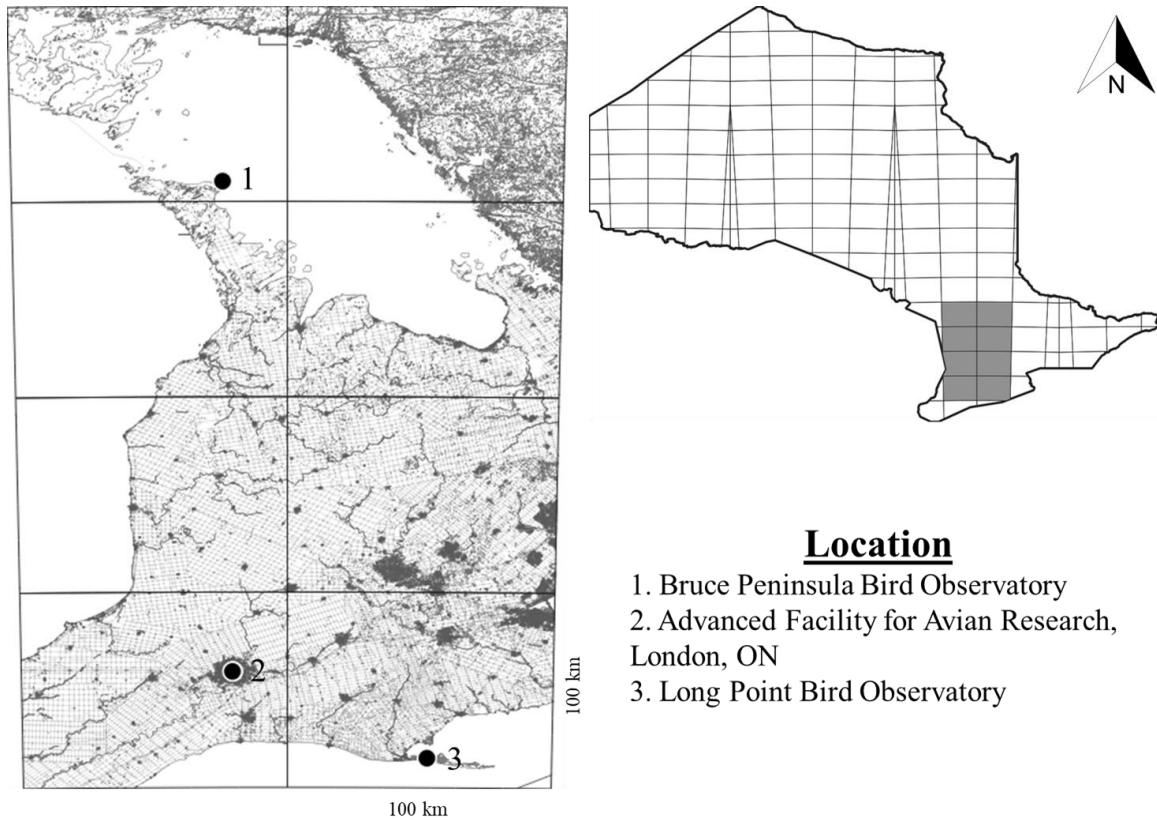 1
2
3
100 km
100 km
N
Location
1. Bruce Peninsula Bird Observatory
2. Advanced Facility for Avian Research,
London, ON
3. Long Point Bird Observatory